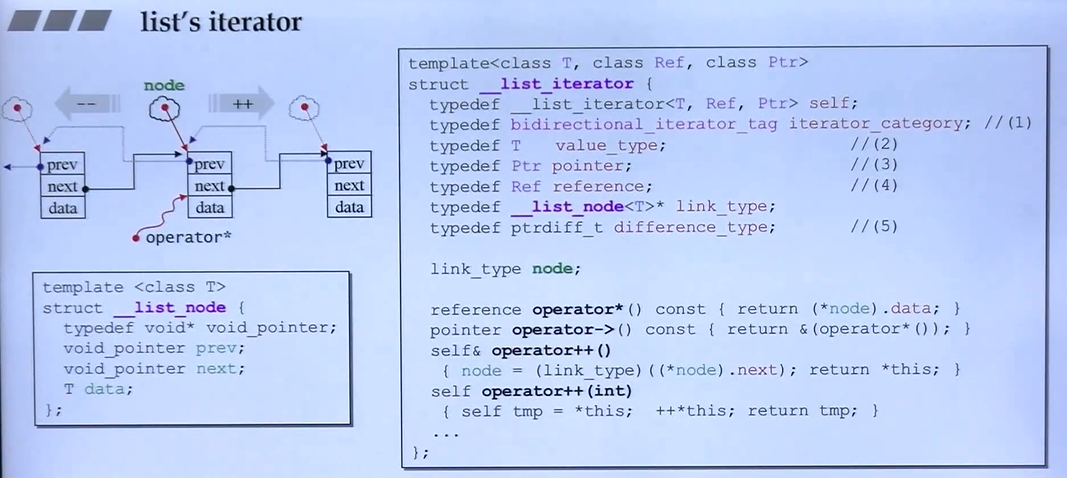 list's iterator
node
--
++
prev
next
data
prev
next
data
prev
next
data
operator*
template <class T>
struct __list_node {
  typedef void* void_pointer;
  void_pointer prev;
  void_pointer next;
  T data;
};
template<class T, class Ref, class Ptr>
struct __list_iterator {
  typedef __list_iterator<T, Ref, Ptr> self;
  typedef bidirectional_iterator_tag iterator_category; //(1)
  typedef T   value_type;                //(2)
  typedef Ptr pointer;                   //(3)
  typedef Ref reference;                 //(4)
  typedef __list_node<T>* link_type;
  typedef ptrdiff_t difference_type;     //(5)
  link_type node;
  reference operator*() const { return (*node).data; }
  pointer operator->() const { return &(operator*()); }
  self& operator++()
   { node = (link_type)((*node).next); return *this; }
  self operator++(int)
   { self tmp = *this;  ++*this; return tmp; }
  ...
};